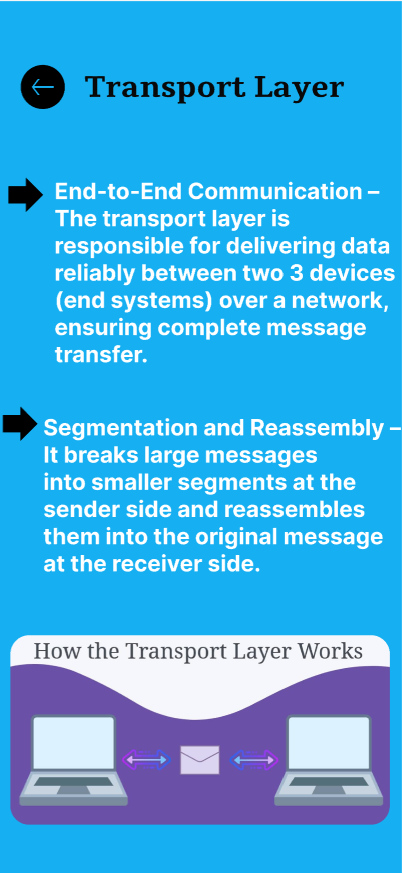 Transport Layer
End-to-End Communication –
The transport layer is
responsible for delivering data
reliably between two 3 devices
(end systems) over a network,
ensuring complete message
transfer.
Segmentation and Reassembly –
It breaks large messages
into smaller segments at the
sender side and reassembles
them into the original message
at the receiver side.
How the Transport Layer Works